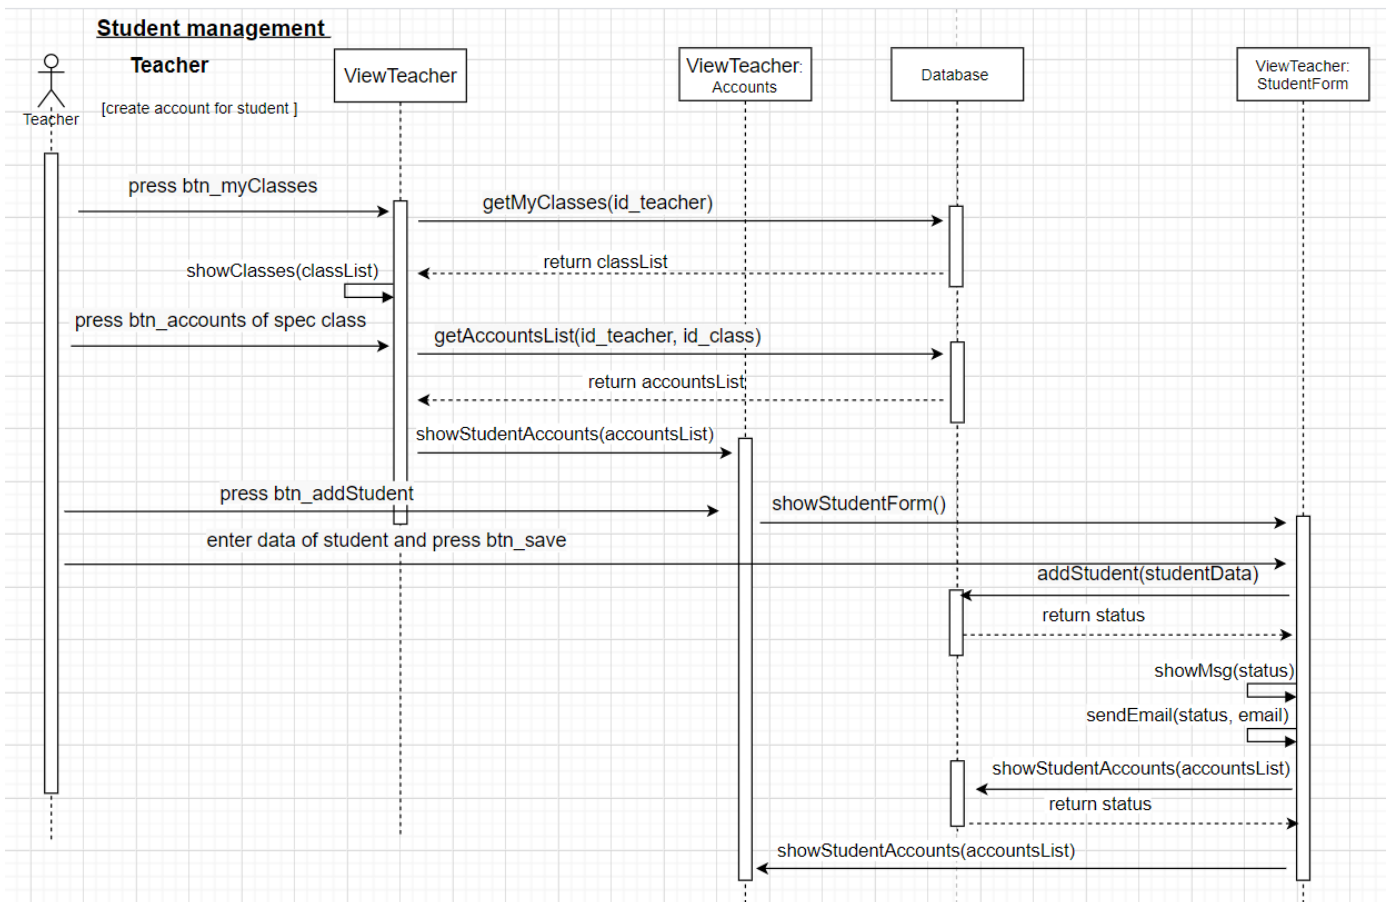 Student management
Teacher
[create account for student ]
Teacher
ViewTeacher
ViewTeacher:
Accounts
Database
ViewTeacher:
StudentForm
press btn_myClasses
getMyClasses(id_teacher)
return classList
showClasses(classList)
press btn_accounts of spec class
getAccountsList(id_teacher, id_class)
return accountsList
showStudentAccounts(accountsList)
press btn_addStudent
showStudentForm()
enter data of student and press btn_save
addStudent(studentData)
return status
showMsg(status)
sendEmail(status, email)
showStudentAccounts(accountsList)
return status
showStudentAccounts(accountsList)